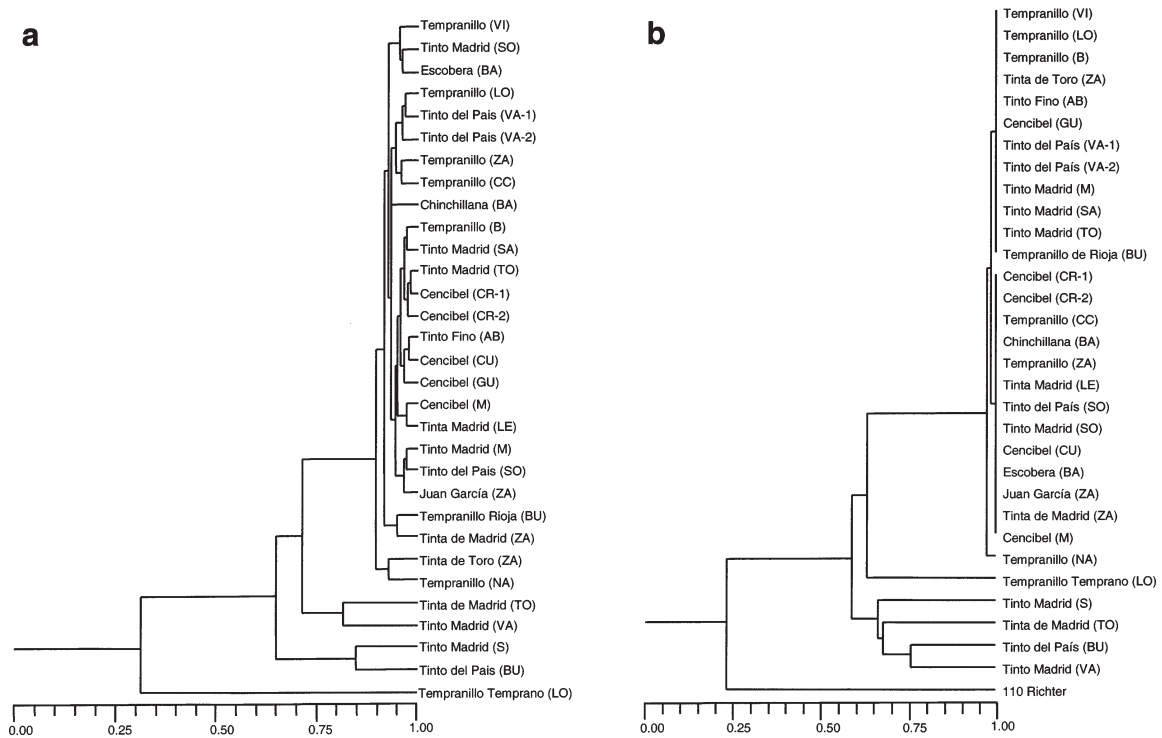 a
Tempranillo (VI)
Tinto Madrid (SO)
Escobera (BA)
Tempranillo (LO)
Tinto del Pais (VA-1)
Tinto del Pais (VA-2)
Tempranillo (ZA)
Tempranillo (CC)
Chinchillana (BA)
Tempranillo (B)
Tinto Madrid (SA)
Tinto Madrid (TO)
Cencibel (CR-1)
Cencibel (CR-2)
Tinto Fino (AB)
Cencibel (CU)
Cencibel (GU)
Cencibel (M)
Tinta Madrid (LE)
Tinto Madrid (M)
Tinto del Pais (SO)
Juan García (ZA)
Tempranillo Rioja (BU)
Tinta de Madrid (ZA)
Tinta de Toro (ZA)
Tempranillo (NA)
Tinta de Madrid (TO)
Tinto Madrid (VA)
Tinto Madrid (S)
Tinto del Pais (BU)
Tempranillo Temprano (LO)
0.00 0.25 0.50 0.75 1.00
b
Tempranillo (VI)
Tempranillo (LO)
Tempranillo (B)
Tinta de Toro (ZA)
Tinto Fino (AB)
Cencibel (GU)
Tinto del País (VA-1)
Tinto del País (VA-2)
Tinto Madrid (M)
Tinto Madrid (SA)
Tinto Madrid (TO)
Tempranillo de Rioja (BU)
Cencibel (CR-1)
Cencibel (CR-2)
Tempranillo (CC)
Chinchillana (BA)
Tempranillo (ZA)
Tinta Madrid (LE)
Tinto del País (SO)
Tinto Madrid (SO)
Cencibel (CU)
Escobera (BA)
Juan García (ZA)
Tinta de Madrid (ZA)
Cencibel (M)
Tempranillo (NA)
Tempranillo Temprano (LO)
Tinto Madrid (S)
Tinta de Madrid (TO)
Tinto del País (BU)
Tinto Madrid (VA)
110 Richter
0.00 0.25 0.50 0.75 1.00